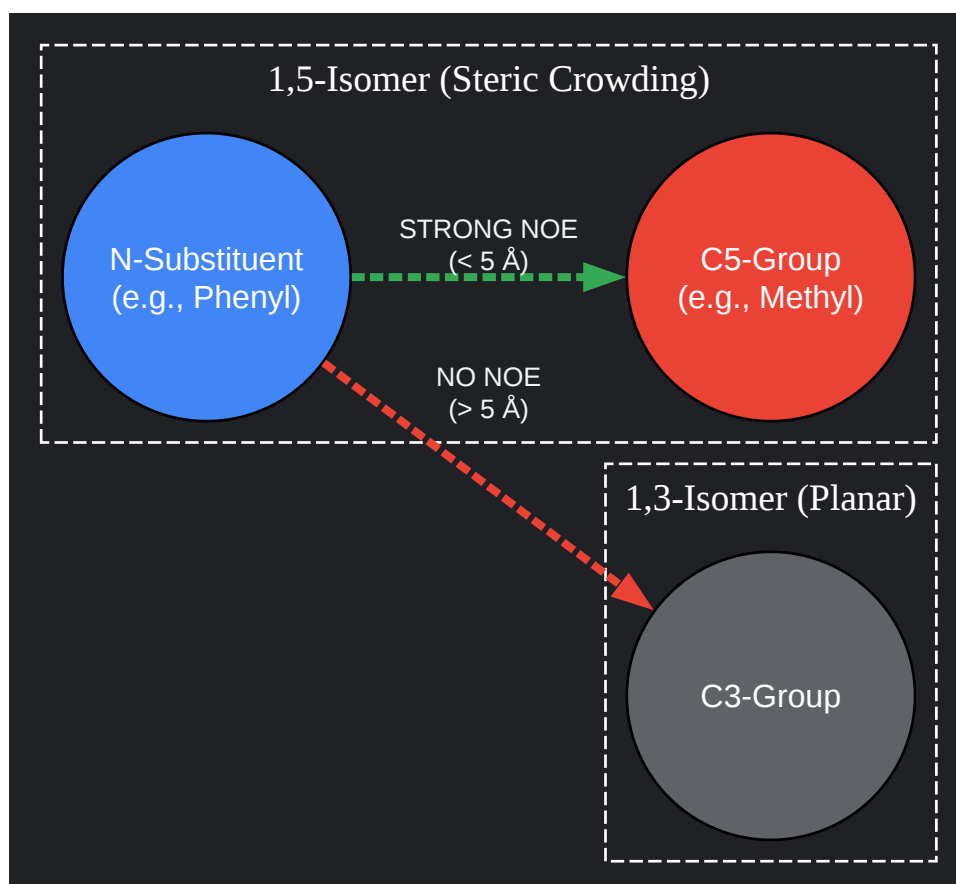 1,5-Isomer (Steric Crowding)
N-Substituent
(e.g., Phenyl)
STRONG NOE
(< 5 Å)
C5-Group
(e.g., Methyl)
NO NOE
(> 5 Å)
1,3-Isomer (Planar)
C3-Group